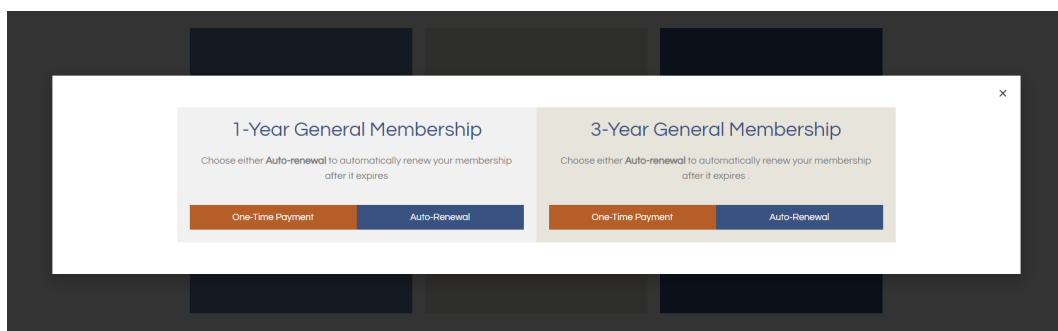 ×
1-Year General Membership
Choose either Auto-renewal to automatically renew your membership
after it expires
One-Time Payment
Auto-Renewal
3-Year General Membership
Choose either Auto-renewal to automatically renew your membership
after it expires .
One-Time Payment
Auto-Renewal